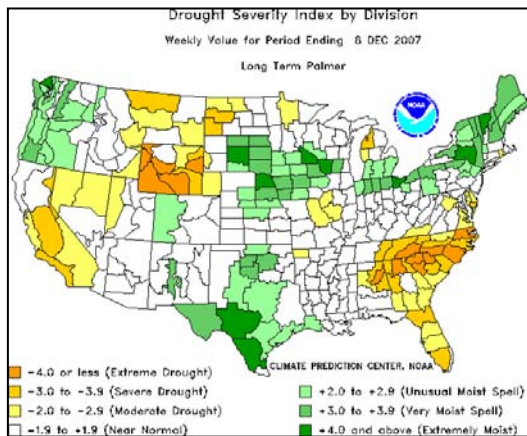 Drought Severity Index by Division
Weekly Value for Period Ending 8 DEC 2007
Long Term Palmer
NOAA
CLIMATE PREDICTION CENTER, NOAA
-4.0 or less (Extreme Drought)
-3.0 to -3.9 (Severe Drought)
-2.0 to -2.9 (Moderate Drought)
-1.9 to +1.9 (Near Normal)
+2.0 to +2.9 (Unusual Moist Spell)
+3.0 to +3.9 (Very Moist Spell)
+4.0 and above (Extremely Moist)